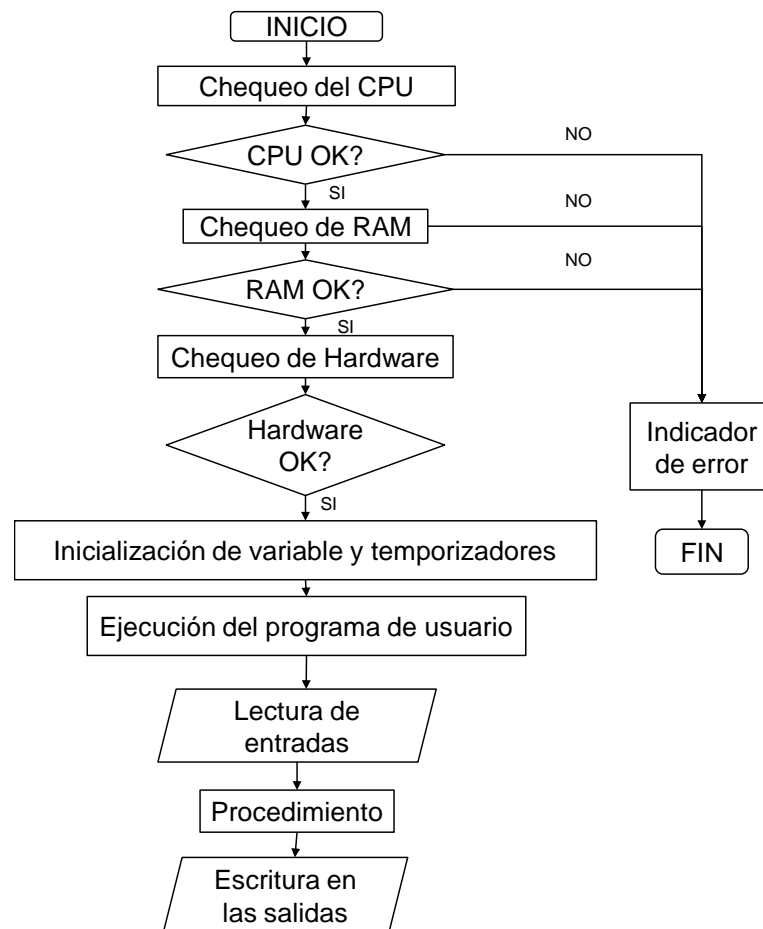 INICIO
Chequeo del CPU
CPU OK?
NO
SI
Chequeo de RAM
NO
RAM OK?
NO
SI
Chequeo de Hardware
Hardware
OK?
SI
Indicador
de error
FIN
Inicialización de variable y temporizadores
Ejecución del programa de usuario
Lectura de
entradas
Procedimiento
Escritura en
las salidas